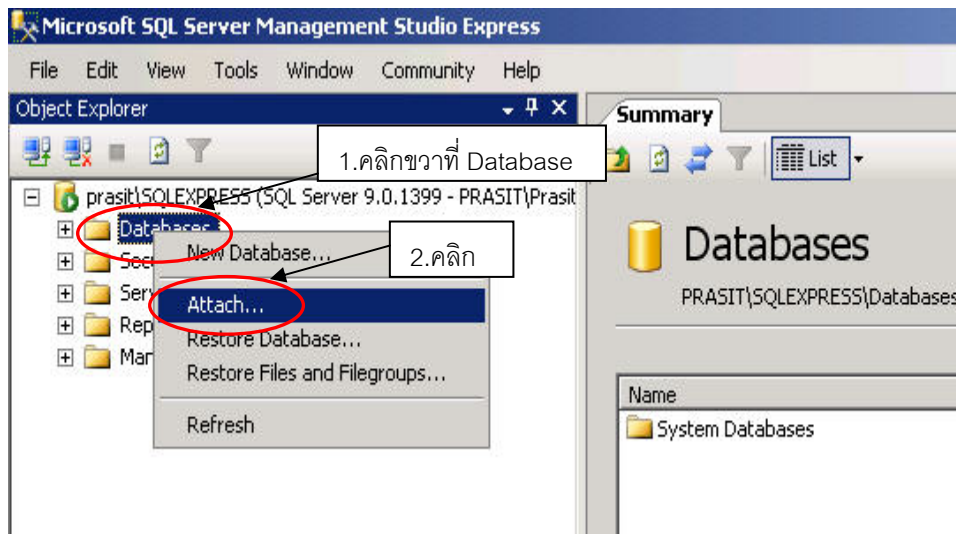 Microsoft SQL Server Management Studio Express
File Edit View Tools Window Community Help
Object Explorer
Summary
1.คลิกขวาที่ Database
List
prasit\SQLEXPRESS (SQL Server 9.0.1399 - PRASIT\Prasit
Databases
New Database...
2.คลิก
Attach...
Restore Database...
Restore Files and Filegroups...
Refresh
Databases
PRASIT\SQLEXPRESS\Databases
Name
System Databases